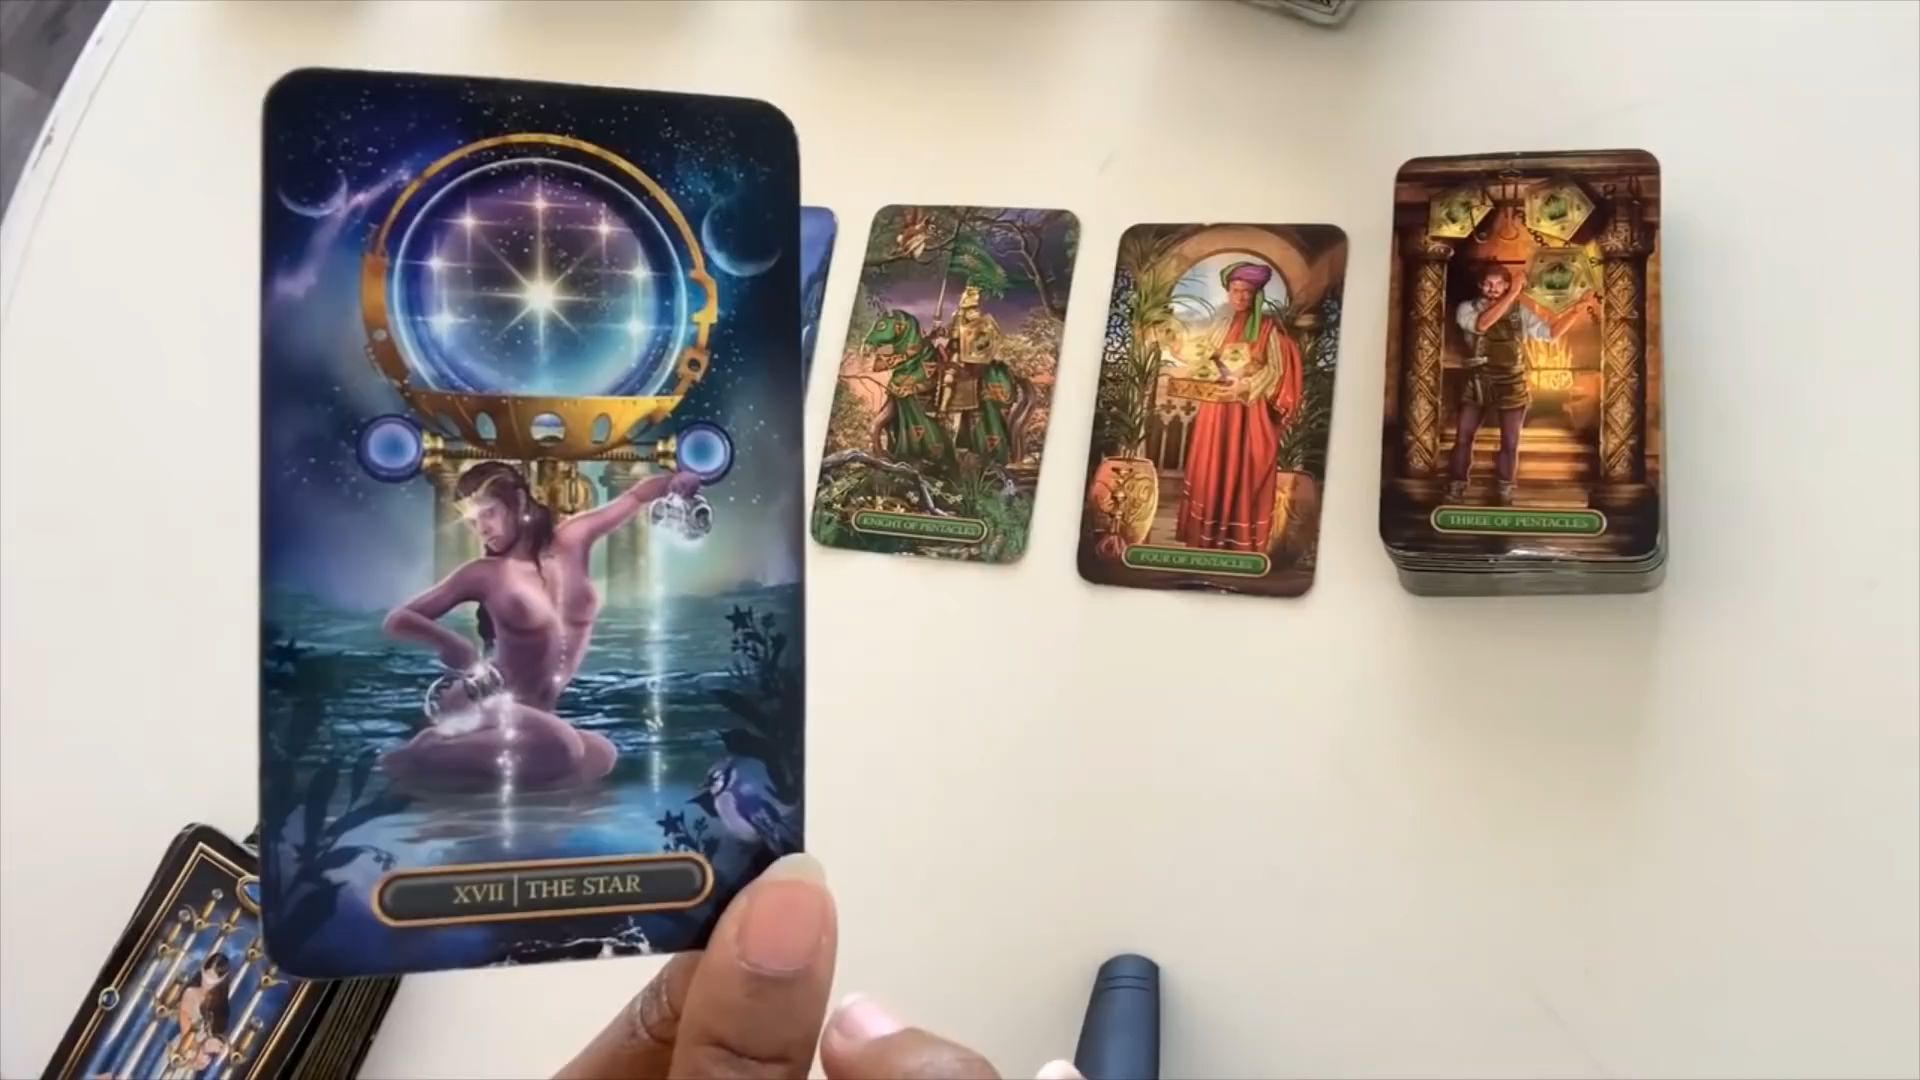 XVII | THE STAR
KNIGHT OF PENTACLES
FOUR OF PENTACLES
THREE OF PENTACLES